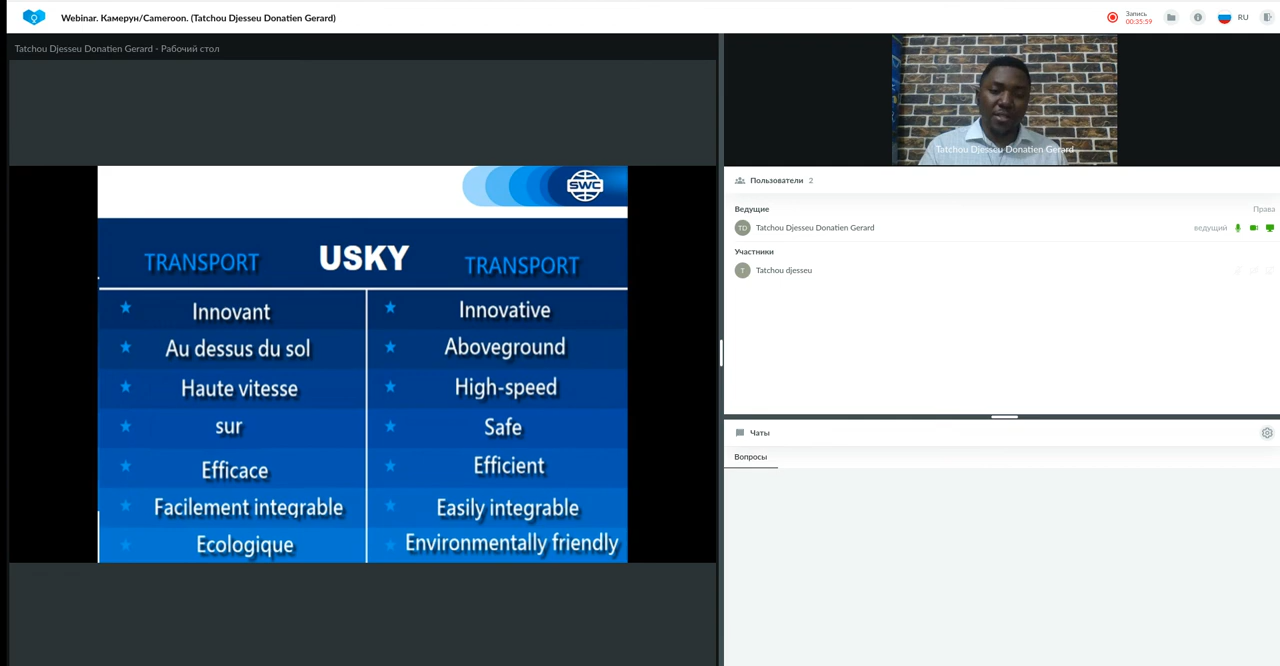 Webinar. Камерун/Cameroon. (Tatchou Djesseu Donatien Gerard)
Запись
00:35:59
RU
Tatchou Djesseu Donatien Gerard - Рабочий стол
SWC
TRANSPORT USKY TRANSPORT
Innovant
Innovative
Au dessus du sol
Aboveground
Haute vitesse
High-speed
sur
Safe
Efficace
Efficient
Facilement integrable
Easily integrable
Ecologique
Environmentally friendly
Tatchou Djesseu Donatien Gerard
Пользователи 2
Ведущие Права
TD Tatchou Djesseu Donatien Gerard ведущий
Участники
T Tatchou djesseu
Чаты
Вопросы